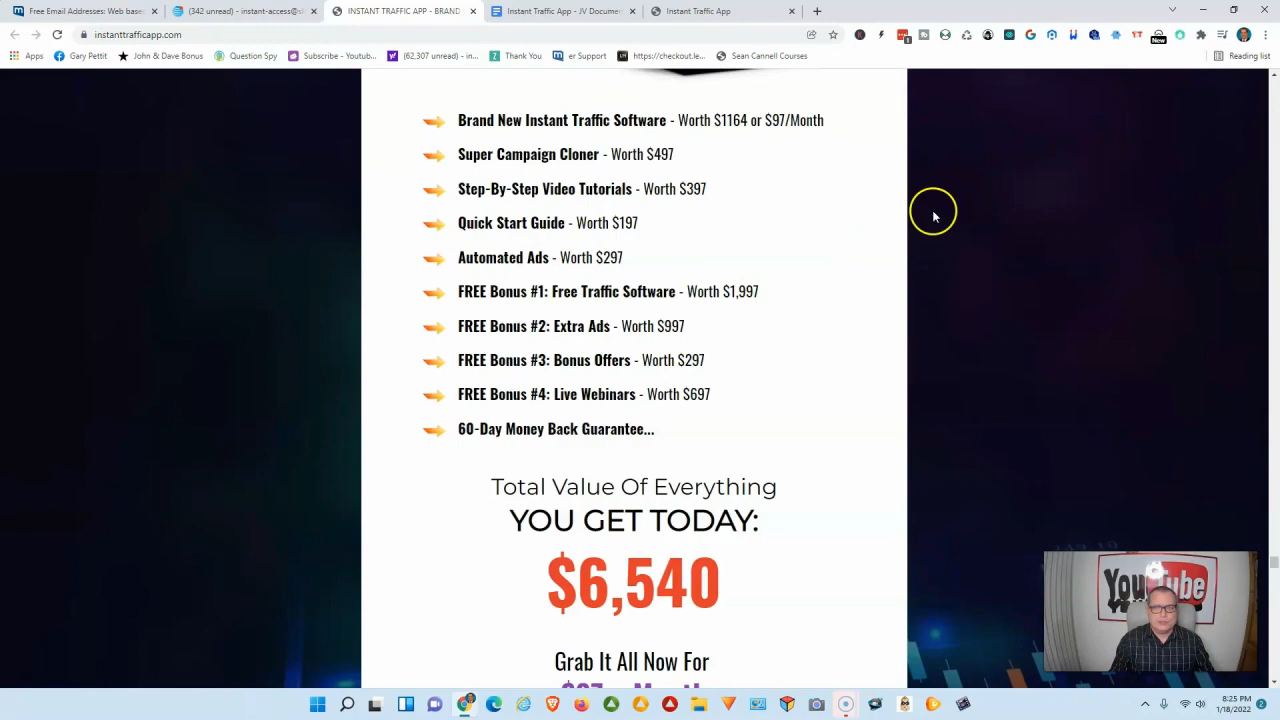 Free Email Addresses: Web based
(342 unread) - instant-access@s
INSTANT TRAFFIC APP - BRAND
Instant Traffic App - JV Documen
Instant Traffic App
instanttrafficapp.com
Apps
Gary Pettit
John & Dave Bonus
Question Spy
Subscribe - Youtub...
(62,307 unread) - in...
Thank You
er Support
https://checkout.le...
Sean Cannell Courses
Reading list
New
Brand New Instant Traffic Software - Worth $1164 or $97/Month
Super Campaign Cloner - Worth $497
Step-By-Step Video Tutorials - Worth $397
Quick Start Guide - Worth $197
Automated Ads - Worth $297
FREE Bonus #1: Free Traffic Software - Worth $1,997
FREE Bonus #2: Extra Ads - Worth $997
FREE Bonus #3: Bonus Offers - Worth $297
FREE Bonus #4: Live Webinars - Worth $697
60-Day Money Back Guarantee...
Total Value Of Everything
YOU GET TODAY:
$6,540
Grab It All Now For
YouTube
8:25 PM
1/18/2022